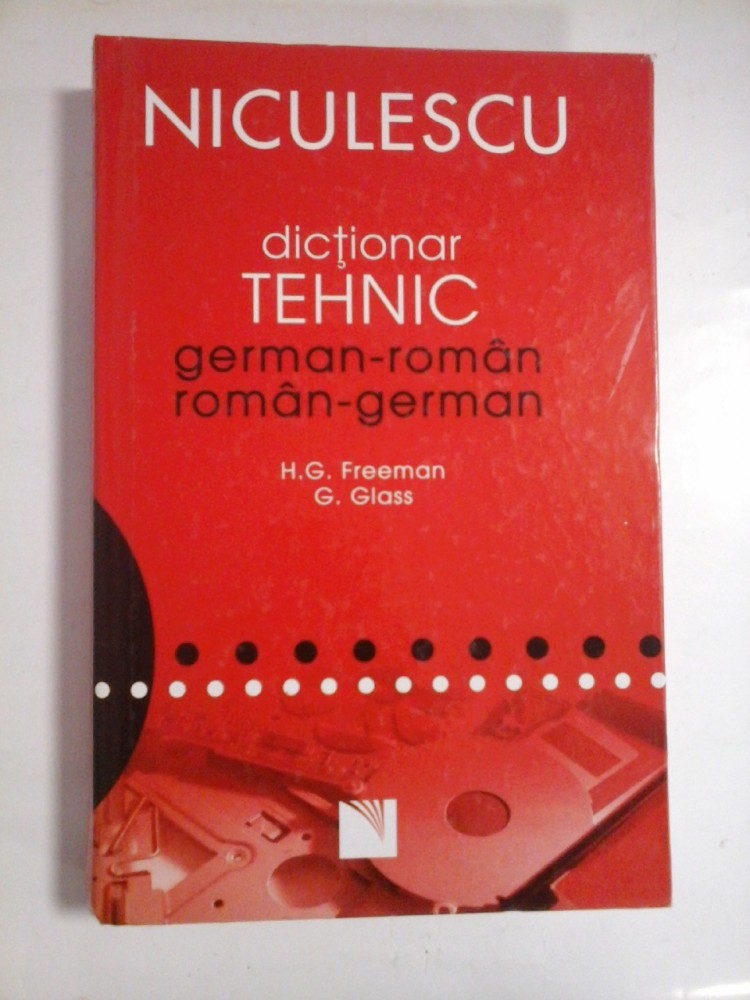 NICULESCU
dicţionar
TEHNIC
german-român
român-german
H.G. Freeman
G. Glass